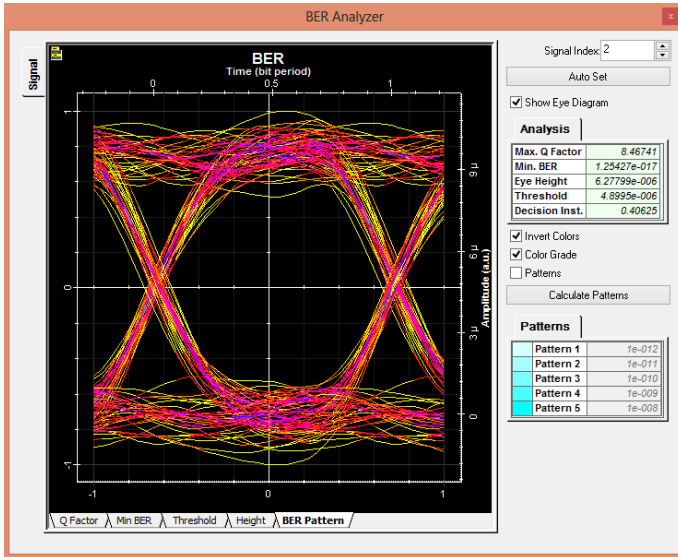 BER Analyzer
x
Signal
BER
Time (bit period)
0 0.5 1
1
0
-1
-1 0 1
9 µ
6 µ
3 µ
0
Amplitude (a.u.)
Q Factor Min BER Threshold Height BER Pattern
Signal Index: 2
Auto Set
Show Eye Diagram
Analysis
Max. Q Factor 8.46741
Min. BER 1.25427e-017
Eye Height 6.27799e-006
Threshold 4.8995e-006
Decision Inst. 0.40625
Invert Colors
Color Grade
Patterns
Calculate Patterns
Patterns
Pattern 1 1e-012
Pattern 2 1e-011
Pattern 3 1e-010
Pattern 4 1e-009
Pattern 5 1e-008